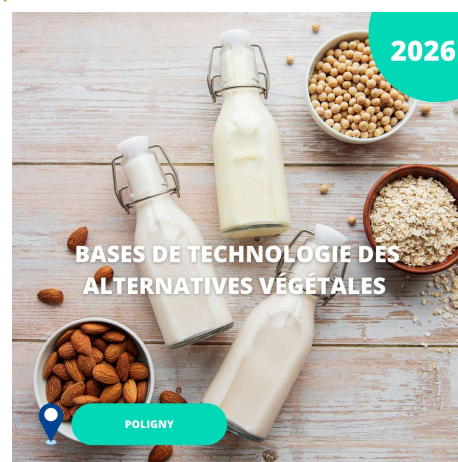 2026
BASES DE TECHNOLOGIE DES
ALTERNATIVES VÉGÉTALES
POLIGNY